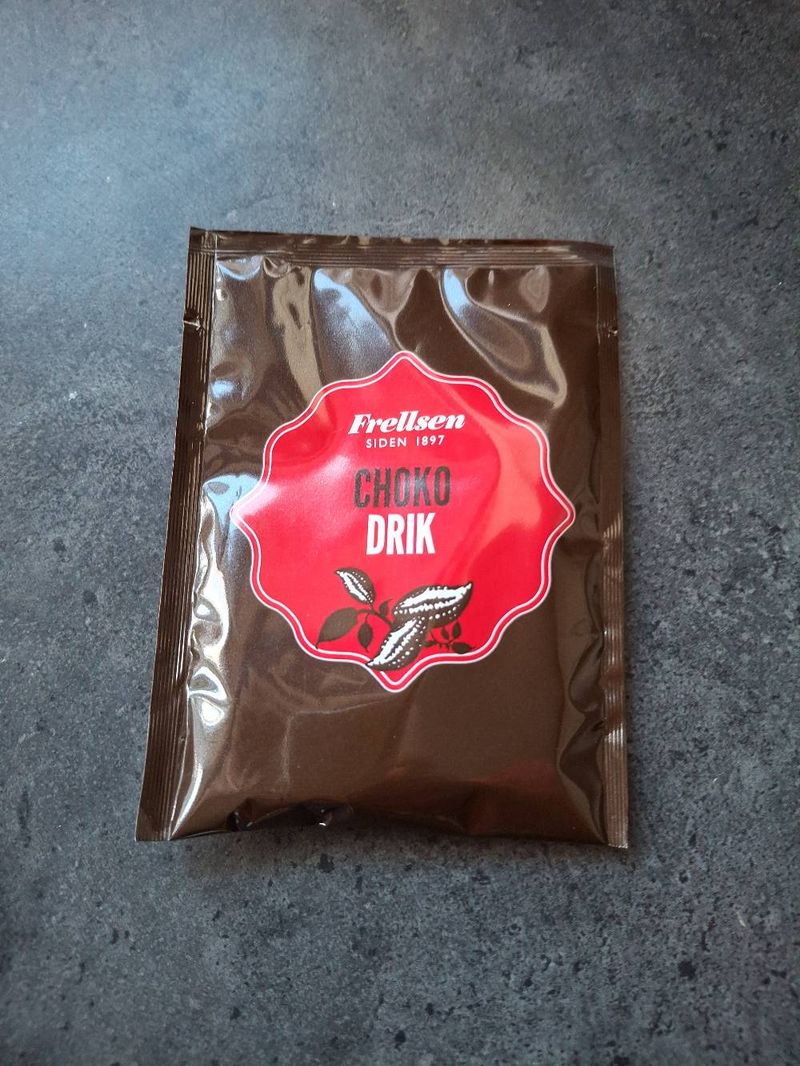 Frellsen
SIDEN 1897
CHOKO
DRIK